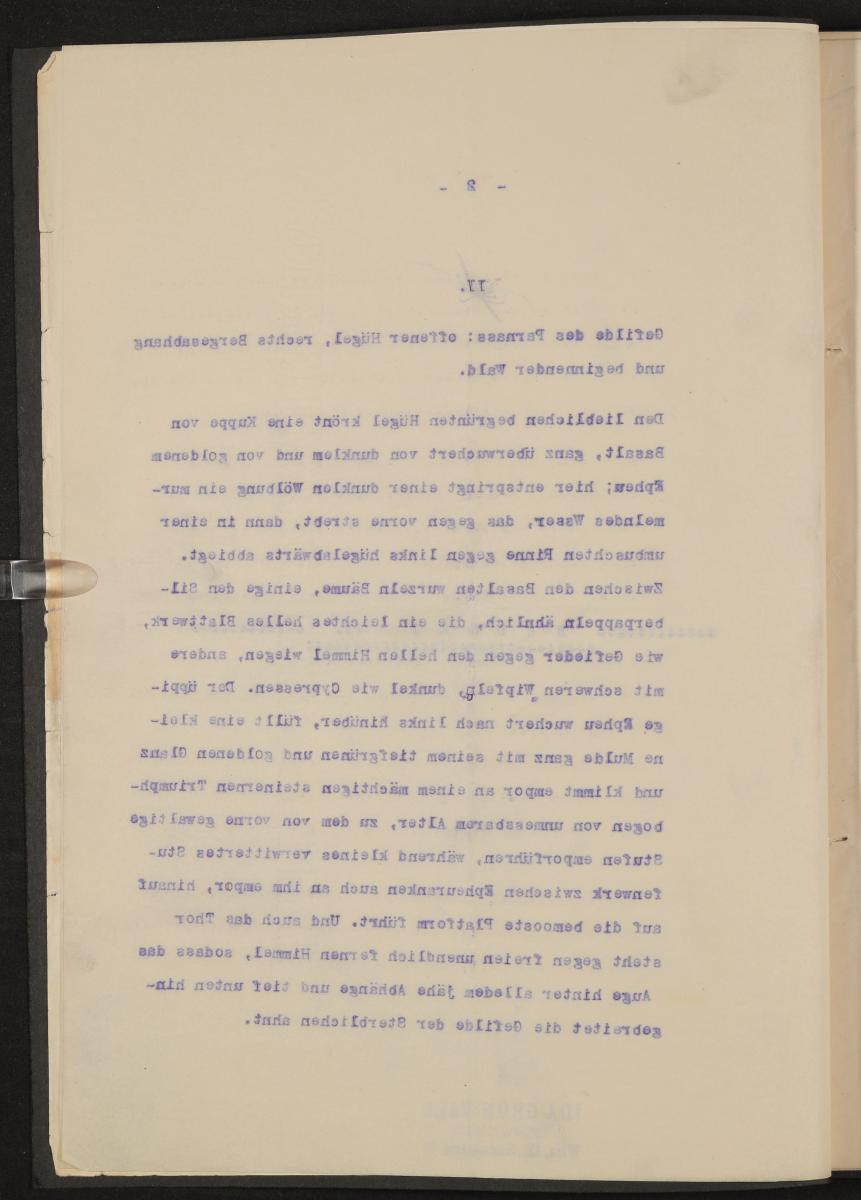 - 2 -
II.
Gefilde des Parnass: offener Hügel, rechts Bergesabhang
und beginnender Wald.
Den lieblichen begrünten Hügel krönt eine Kuppe von
Basalt, ganz überwuchert von dunklem und von goldenem
Epheu; hier entspringt einer dunklen Wölbung ein mur-
melndes Wsser, das gegen vorne strebt, dann in einer
umbuschten Rinne gegen links hügelabwärts abbiegt.
Zwischen den Basalten wurzeln Bäume, einige den Sil-
berpappeln ähnlich, die ein leichtes helles Blattwerk,
wie Gefieder gegen den hellen Himmel wiegen, andere
mit schweren Wipfeln, dunkel wie Cypressen. Der üppi-
ge Epheu wuchert nach links hinüber, füllt eine klei-
ne Mulde ganz mit seinem tiefgrünen und goldenen Glanz
und klimmt empor an einem mächtigen steinernen Triumph-
bogen von unmessbarem Alter, zu dem von vorne gewaltige
Stufen emporführen, während kleines verwittertes Stu-
fenwerk zwischen Epheuranken auch an ihm empor, hinauf
auf die bemooste Platform führt. Und auch das Thor
steht gegen freien unendlich fernen Himmel, sodass das
Auge hinter alledem jähe Abhänge und tief unten hin-
gebreitet die Gefilde der Sterblichen ahnt.